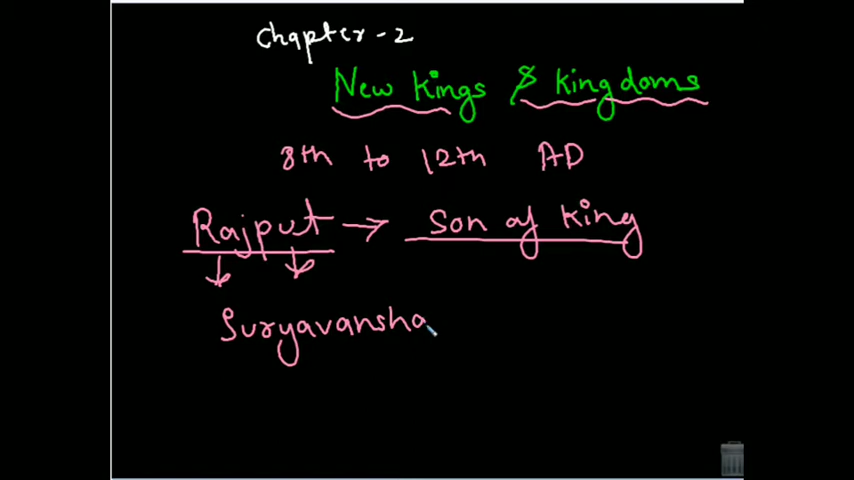 Chapter - 2
New Kings & Kingdoms
8th to 12th AD
Rajput → Son of King
Suryavansha